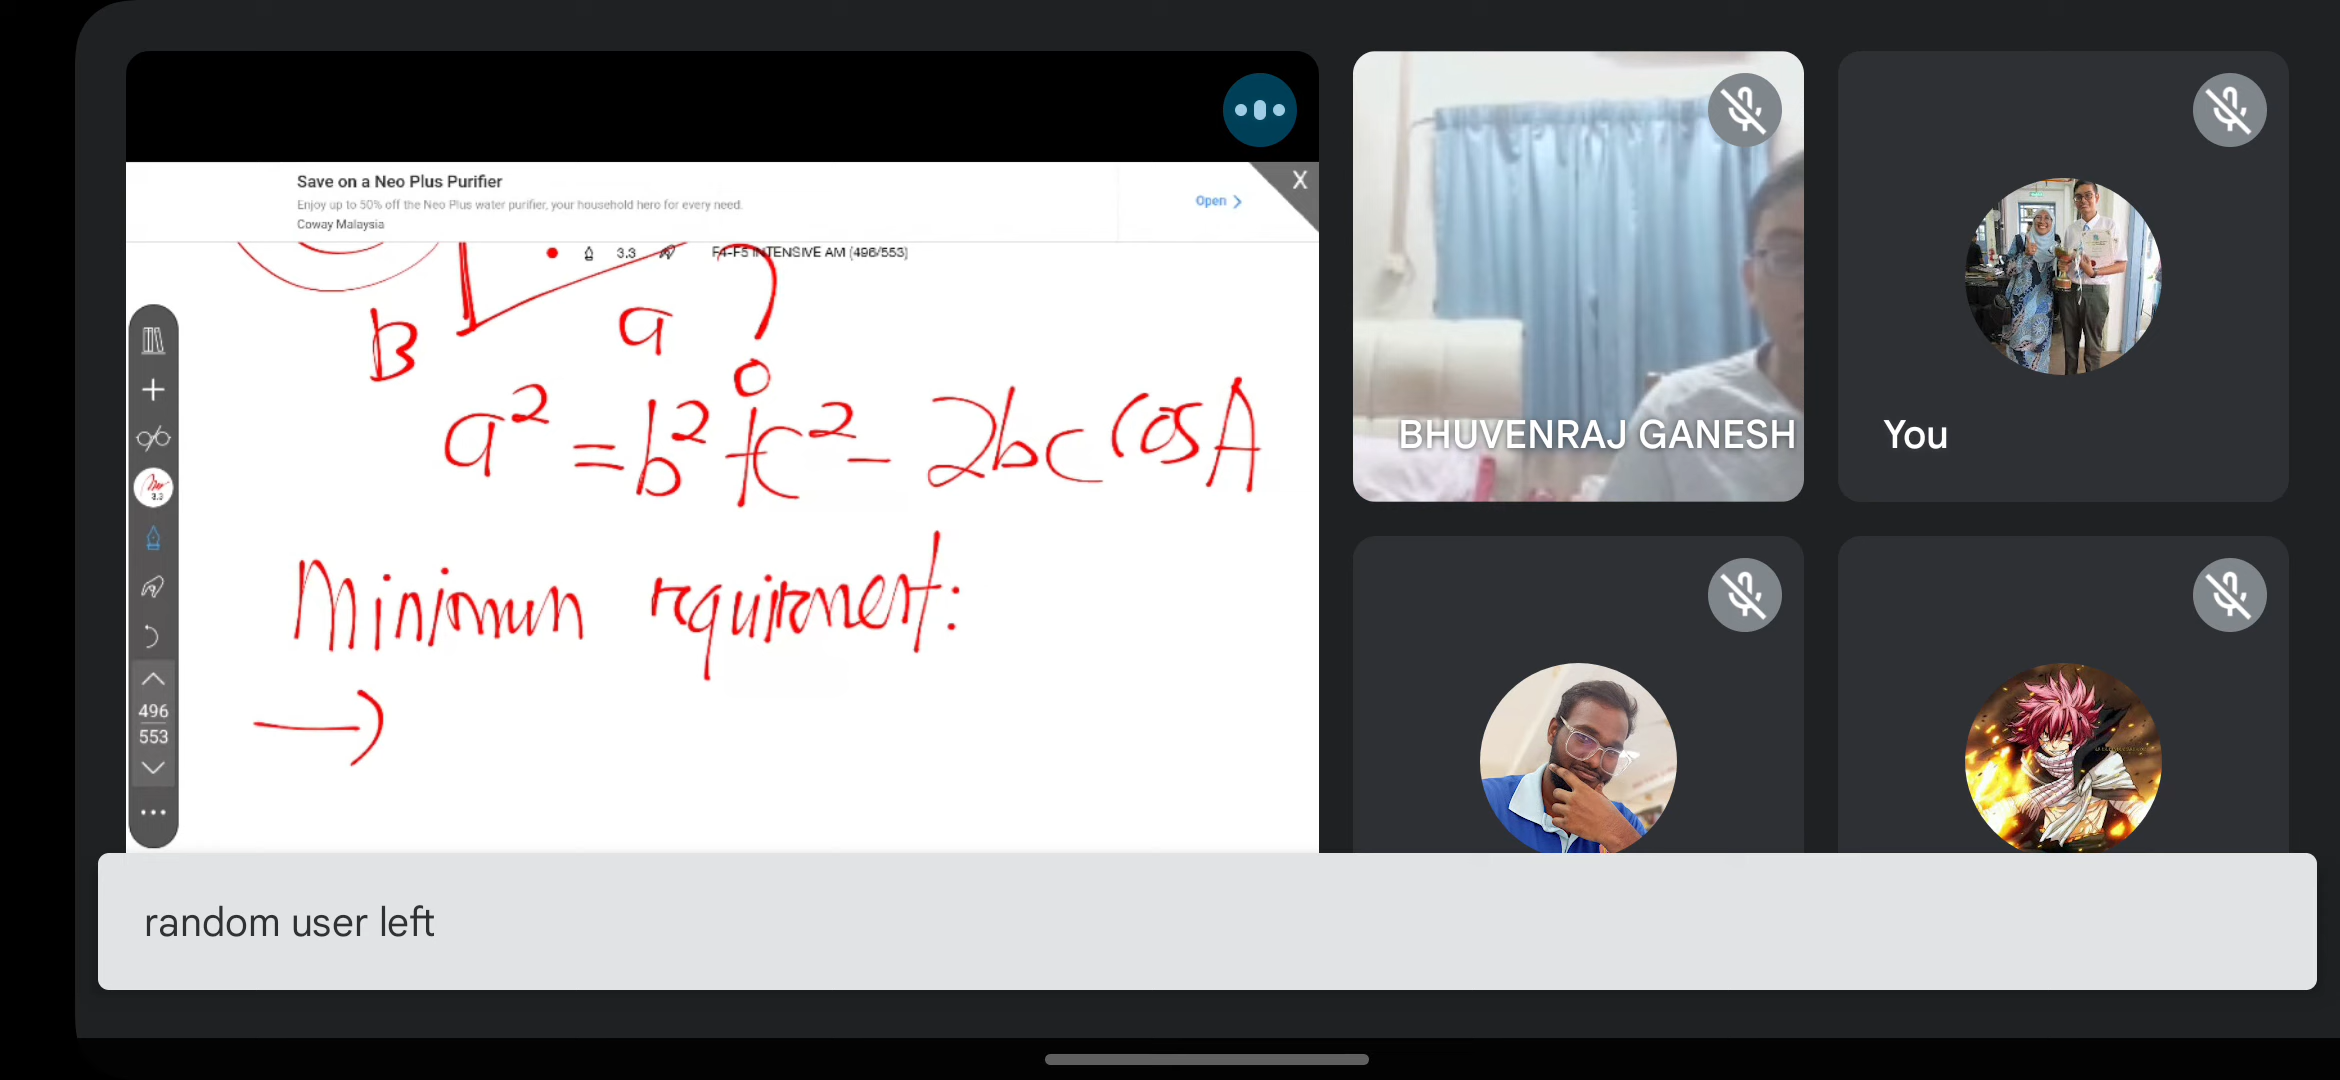 Save on a Neo Plus Purifier
Enjoy up to 50% off the Neo Plus water purifier, your household hero for every need.
Coway Malaysia
Open
X
3.3
F4-F5 INTENSIVE AM (496/553)
B
a
?
a² = b² + c² - 2bc cos A
Minimum requirement:
→
3.3
496
553
BHUVENRAJ GANESH
You
random user left